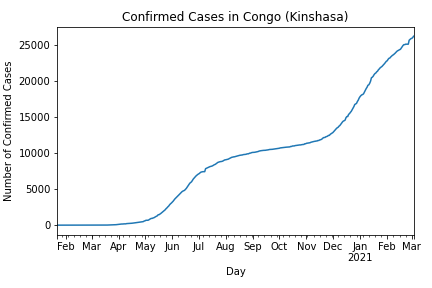 Confirmed Cases in Congo (Kinshasa)
Number of Confirmed Cases
25000
20000
15000
10000
5000
0
Feb Mar Apr May Jun Jul Aug Sep Oct Nov Dec Jan Feb Mar
2021
Day